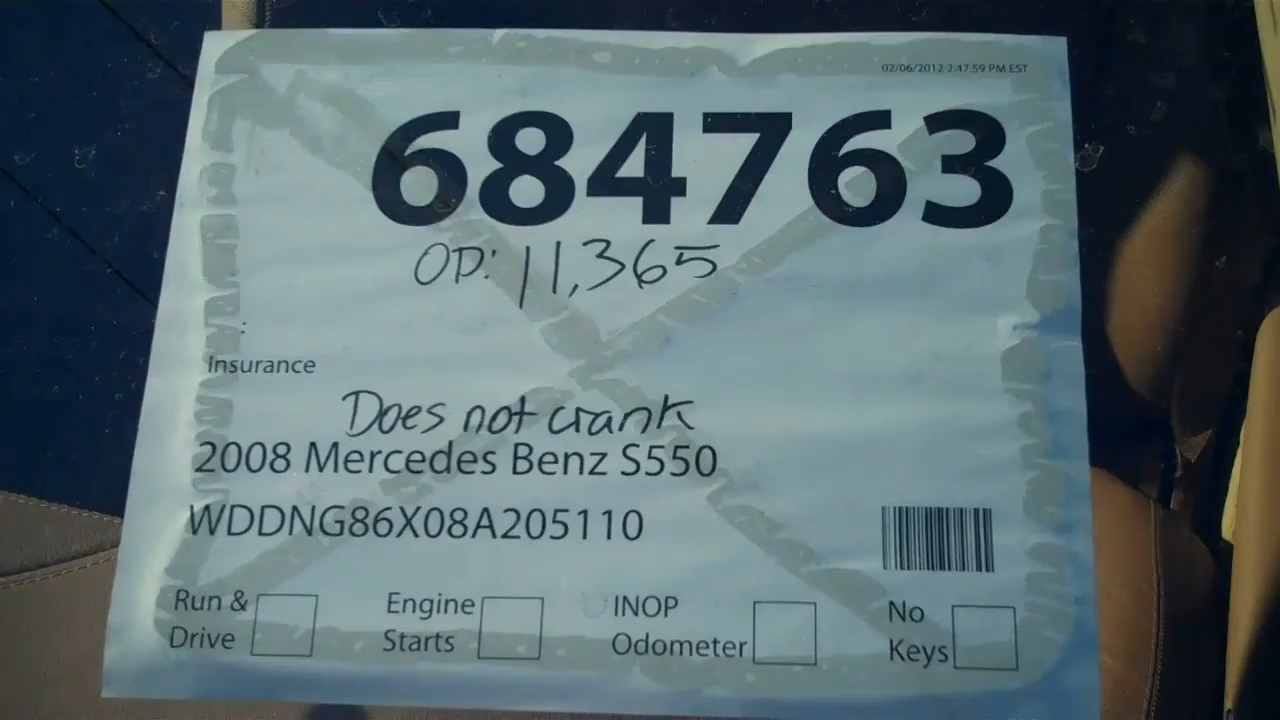 02/06/2012 2:47:59 PM EST
684763
OD: 11,365
Insurance
Does not crank
2008 Mercedes Benz S550
WDDNG86X08A205110
Run & Drive
Engine Starts
INOP Odometer
No Keys